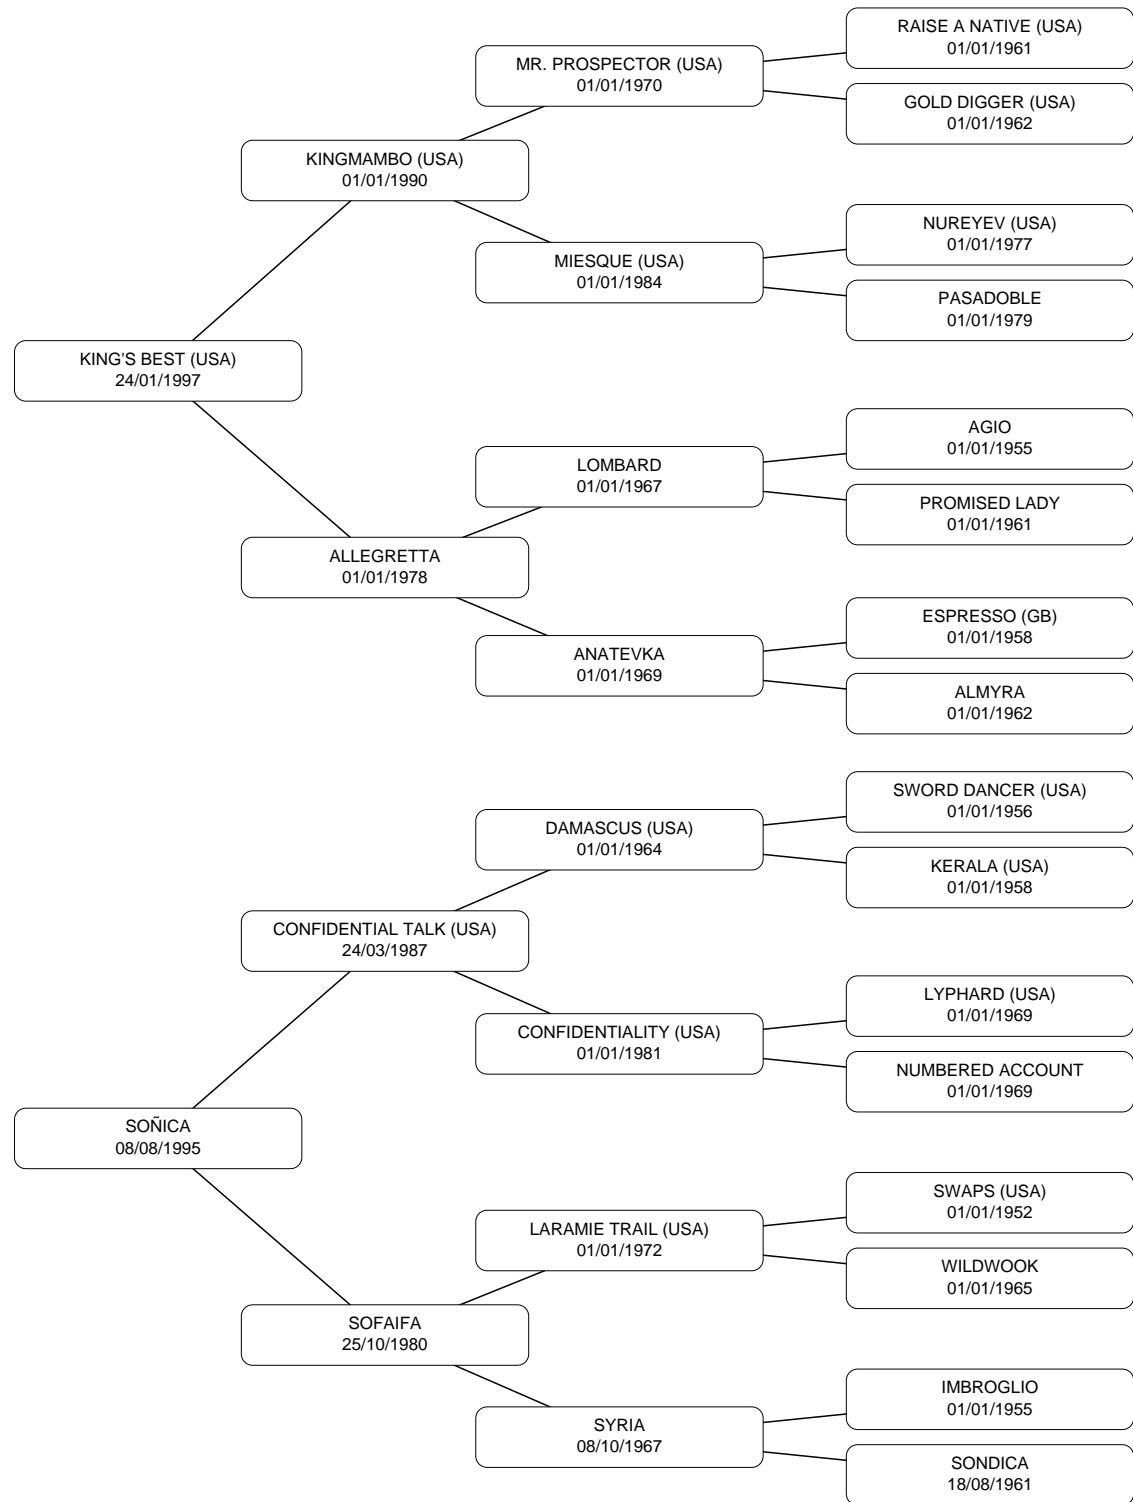 RAISE A NATIVE (USA)
01/01/1961
MR. PROSPECTOR (USA)
01/01/1970
GOLD DIGGER (USA)
01/01/1962
KINGMAMBO (USA)
01/01/1990
NUREYEV (USA)
01/01/1977
MIESQUE (USA)
01/01/1984
PASADOBLE
01/01/1979
KING'S BEST (USA)
24/01/1997
AGIO
01/01/1955
LOMBARD
01/01/1967
PROMISED LADY
01/01/1961
ALLEGRETTA
01/01/1978
ESPRESSO (GB)
01/01/1958
ANATEVKA
01/01/1969
ALMYRA
01/01/1962
SWORD DANCER (USA)
01/01/1956
DAMASCUS (USA)
01/01/1964
KERALA (USA)
01/01/1958
CONFIDENTIAL TALK (USA)
24/03/1987
LYPHARD (USA)
01/01/1969
CONFIDENTIALITY (USA)
01/01/1981
NUMBERED ACCOUNT
01/01/1969
SOÑICA
08/08/1995
SWAPS (USA)
01/01/1952
LARAMIE TRAIL (USA)
01/01/1972
WILDWOOK
01/01/1965
SOFAIFA
25/10/1980
IMBROGLIO
01/01/1955
SYRIA
08/10/1967
SONDICA
18/08/1961